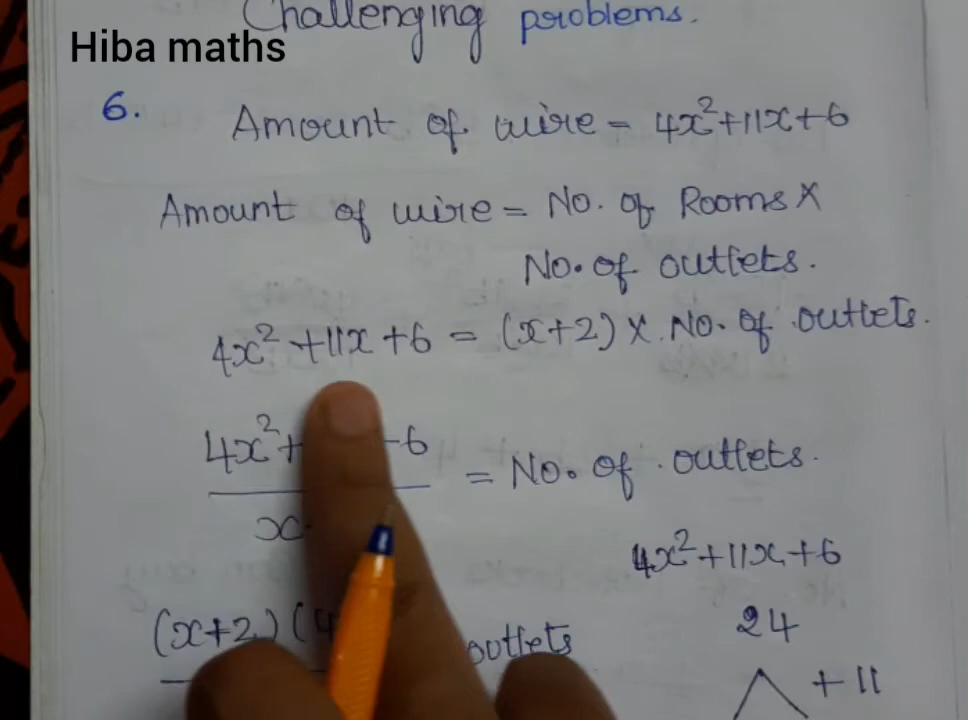 Challenging problems.
Hiba maths
6. Amount of wire = 4x²+11x+6
Amount of wire = No. of Rooms ×
No. of outlets.
4x² +11x +6 = (x+2) × No. of outlets.
4x²+ -6
= No. of outlets.
x
4x²+11x+6
(x+2)(4 outlets
24
+11